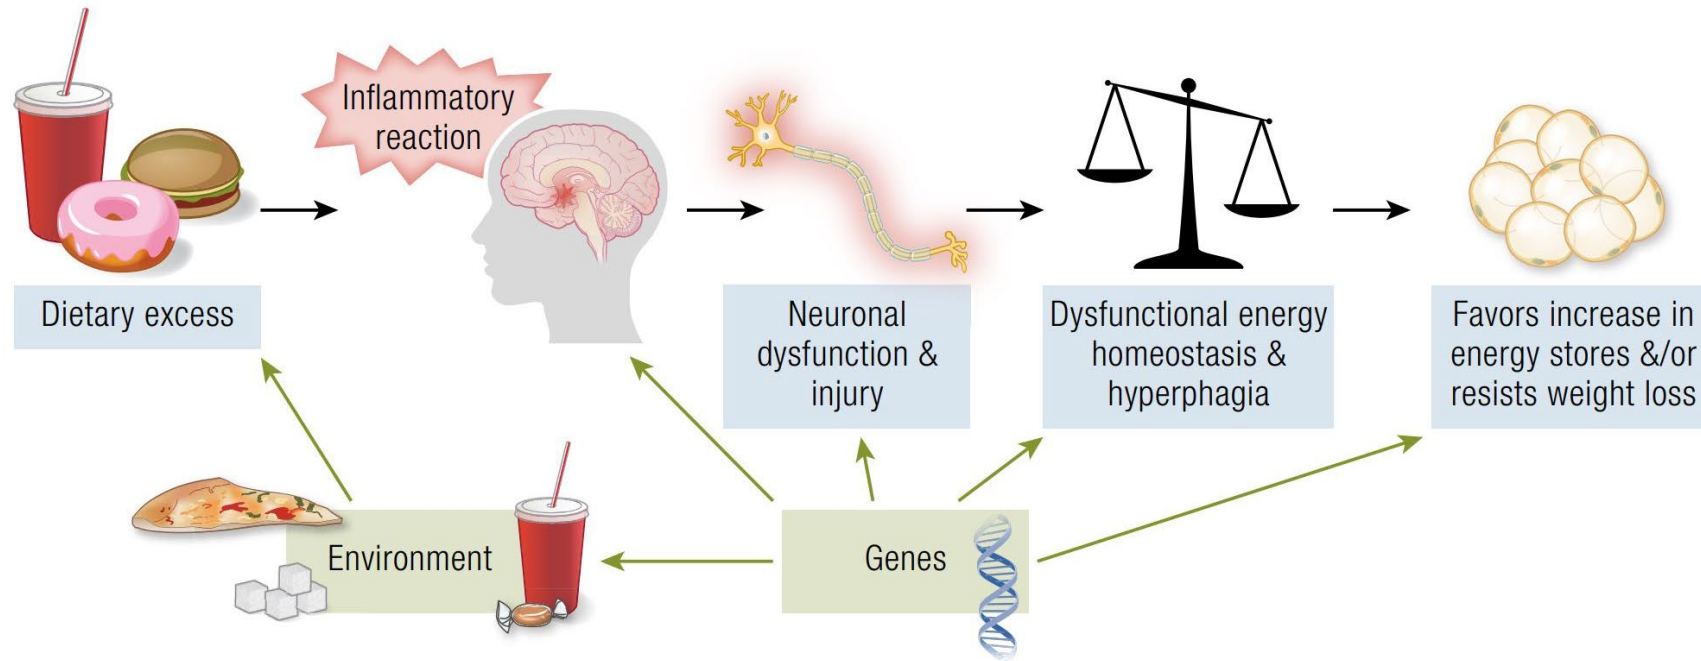 Inflammatory
reaction
Dietary excess
Neuronal
dysfunction &
injury
Dysfunctional energy
homeostasis &
hyperphagia
Favors increase in
energy stores &/or
resists weight loss
Environment
Genes